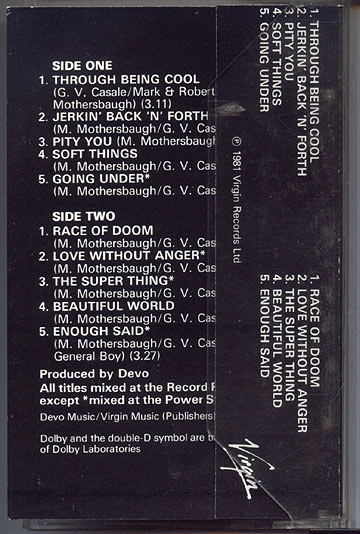 SIDE ONE
1. THROUGH BEING COOL
(G. V. Casale/Mark & Robert
Mothersbaugh) (3.11)
2. JERKIN' BACK 'N' FORTH
(M. Mothersbaugh/G. V. Cas
3. PITY YOU (M. Mothersbaugh
4. SOFT THINGS
5. GOING UNDER*
(M. Mothersbaugh/G. V. Cas
SIDE TWO
1. RACE OF DOOM
(M. Mothersbaugh/G. V. Cas
2. LOVE WITHOUT ANGER*
(M. Mothersbaugh/G. V. Cas
3. THE SUPER THING*
(M. Mothersbaugh/G. V. Cas
4. BEAUTIFUL WORLD
(M. Mothersbaugh/G. V. Cas
5. ENOUGH SAID*
(M. Mothersbaugh/G. V. Cas
General Boy) (3.27)
Produced by Devo
All titles mixed at the Record
except *mixed at the Power S
Devo Music/Virgin Music (Publishers)
Dolby and the double-D symbol are
of Dolby Laboratories
1. THROUGH BEING COOL
2. JERKIN' BACK 'N' FORTH
3. PITY YOU
4. SOFT THINGS
5. GOING UNDER
1. RACE OF DOOM
2. LOVE WITHOUT ANGER
3. THE SUPER THING
4. BEAUTIFUL WORLD
5. ENOUGH SAID
℗ 1981 Virgin Records Ltd
Virgin